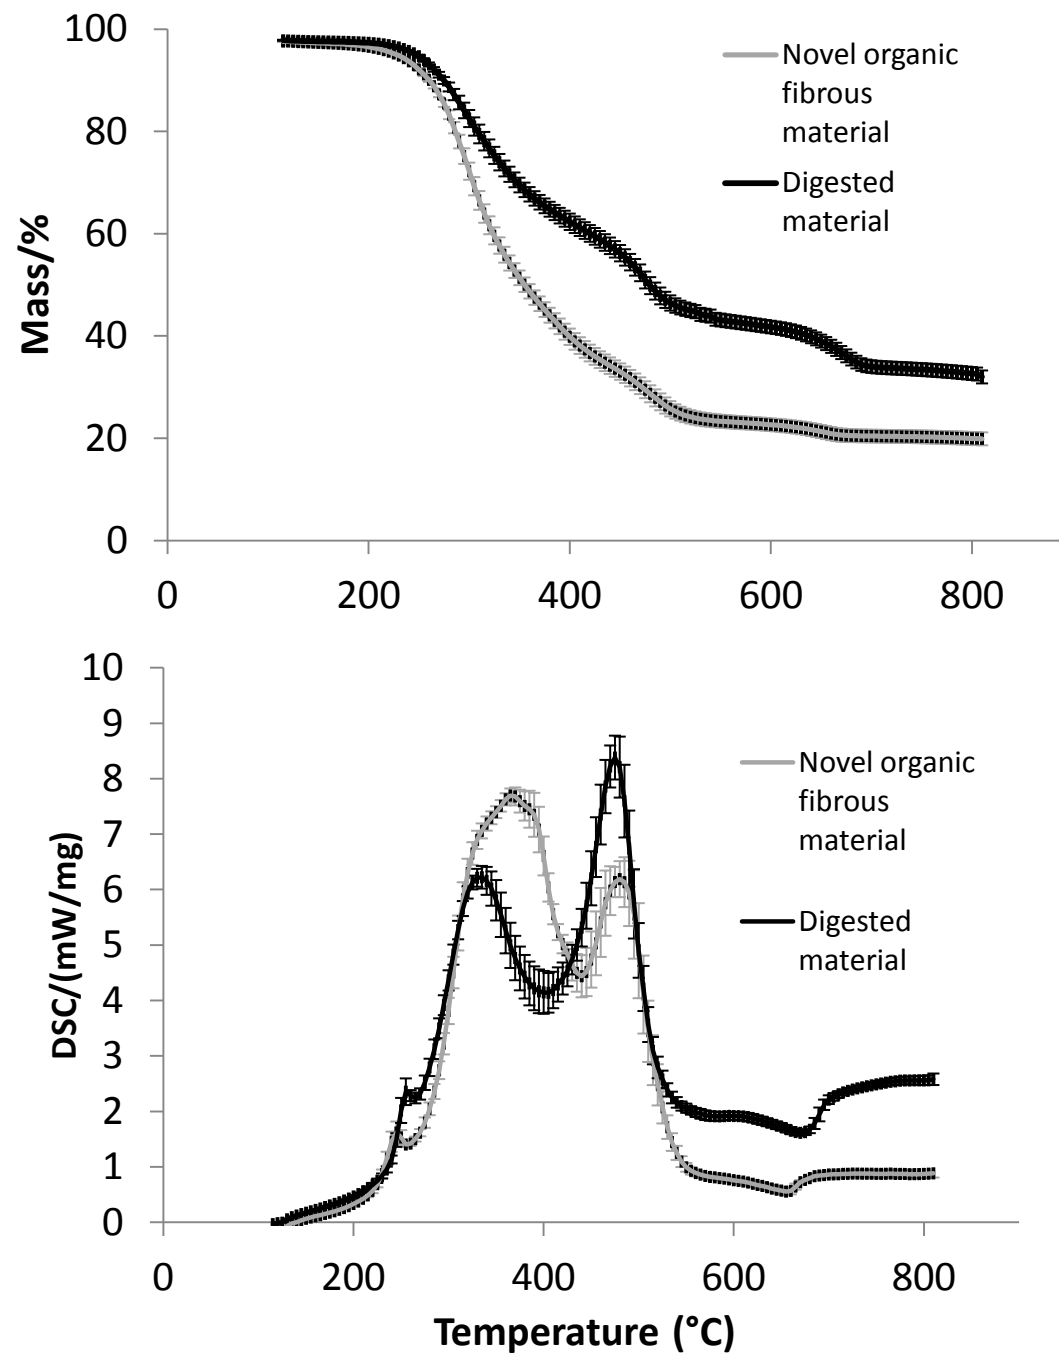 100
80
60
40
20
0
Mass/%
Novel organic
fibrous
material
Digested
material
0 200 400 600 800
10
9
8
7
6
5
4
3
2
1
0
DSC/(mW/mg)
Novel organic
fibrous
material
Digested
material
0 200 400 600 800
Temperature (°C)